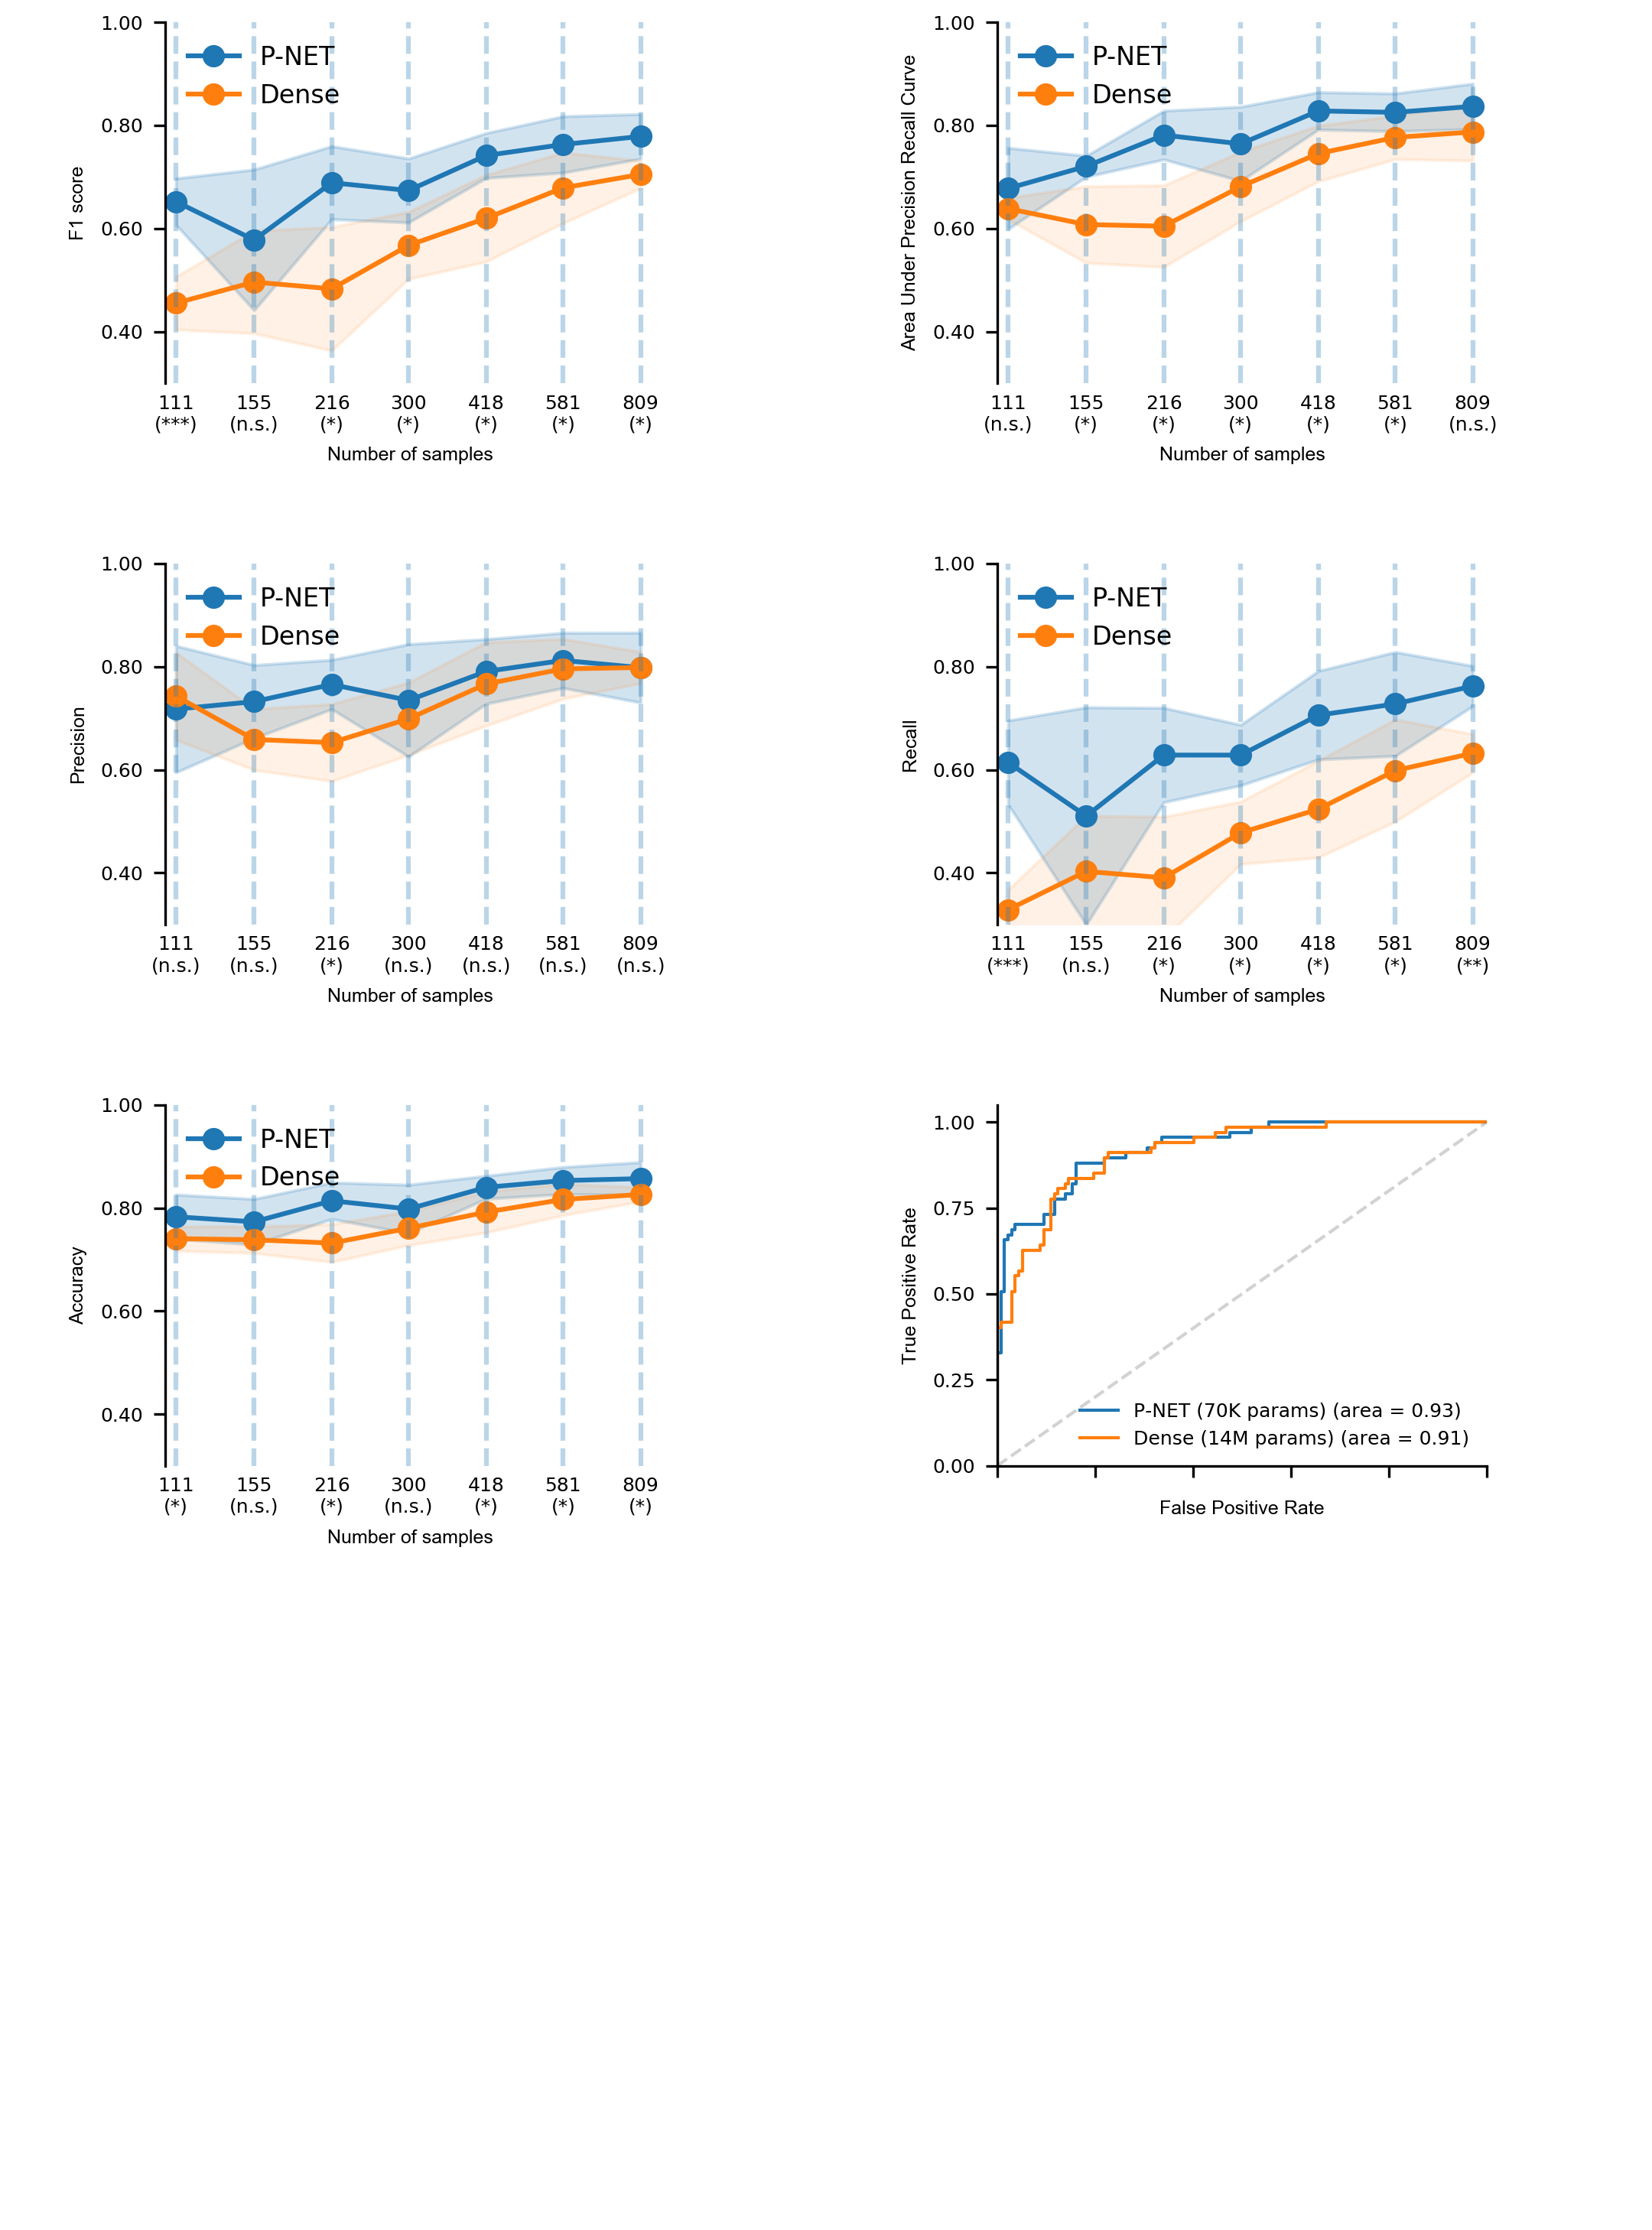 1.00
0.80
0.60
0.40
F1 score
P-NET
Dense
111 155 216 300 418 581 809
(***) (n.s.) (*) (*) (*) (*) (*)
Number of samples
1.00
0.80
0.60
0.40
Area Under Precision Recall Curve
P-NET
Dense
111 155 216 300 418 581 809
(n.s.) (*) (*) (*) (*) (*) (n.s.)
Number of samples
1.00
0.80
0.60
0.40
Precision
P-NET
Dense
111 155 216 300 418 581 809
(n.s.) (n.s.) (*) (n.s.) (n.s.) (n.s.) (n.s.)
Number of samples
1.00
0.80
0.60
0.40
Recall
P-NET
Dense
111 155 216 300 418 581 809
(***) (n.s.) (*) (*) (*) (*) (**)
Number of samples
1.00
0.80
0.60
0.40
Accuracy
P-NET
Dense
111 155 216 300 418 581 809
(*) (n.s.) (*) (n.s.) (*) (*) (*)
Number of samples
1.00
0.75
0.50
0.25
0.00
True Positive Rate
P-NET (70K params) (area = 0.93)
Dense (14M params) (area = 0.91)
False Positive Rate